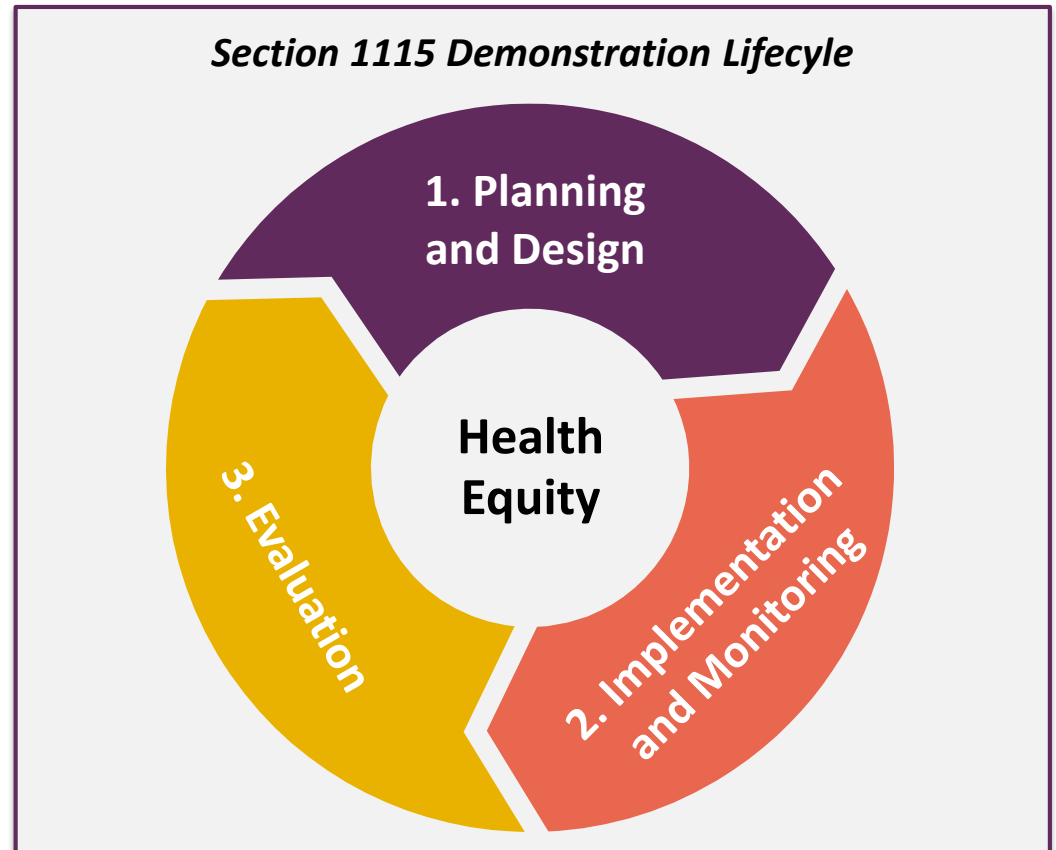 Section 1115 Demonstration Lifecyle
1. Planning
and Design
Health
Equity
2. Implementation
and Monitoring
3. Evaluation